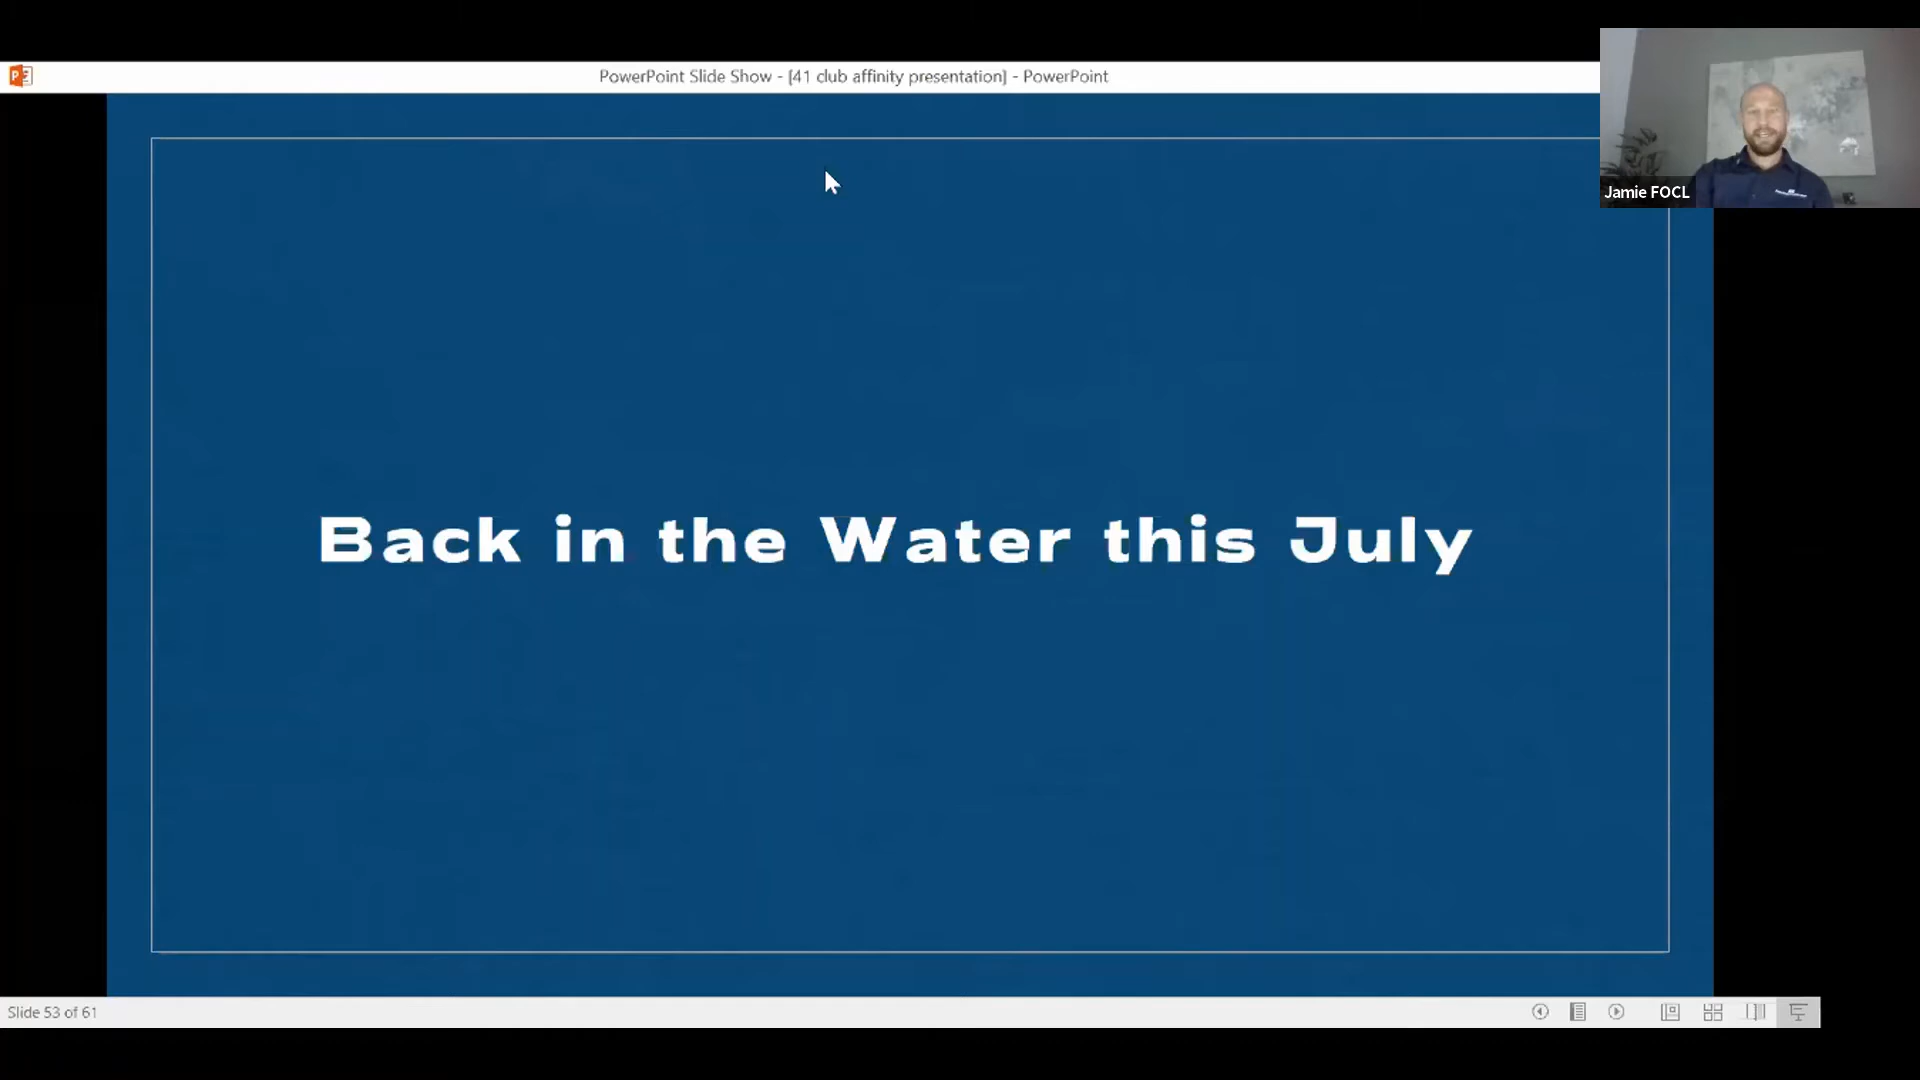 PowerPoint Slide Show - [41 club affinity presentation] - PowerPoint
Jamie FOCL
Back in the Water this July
Slide 53 of 61